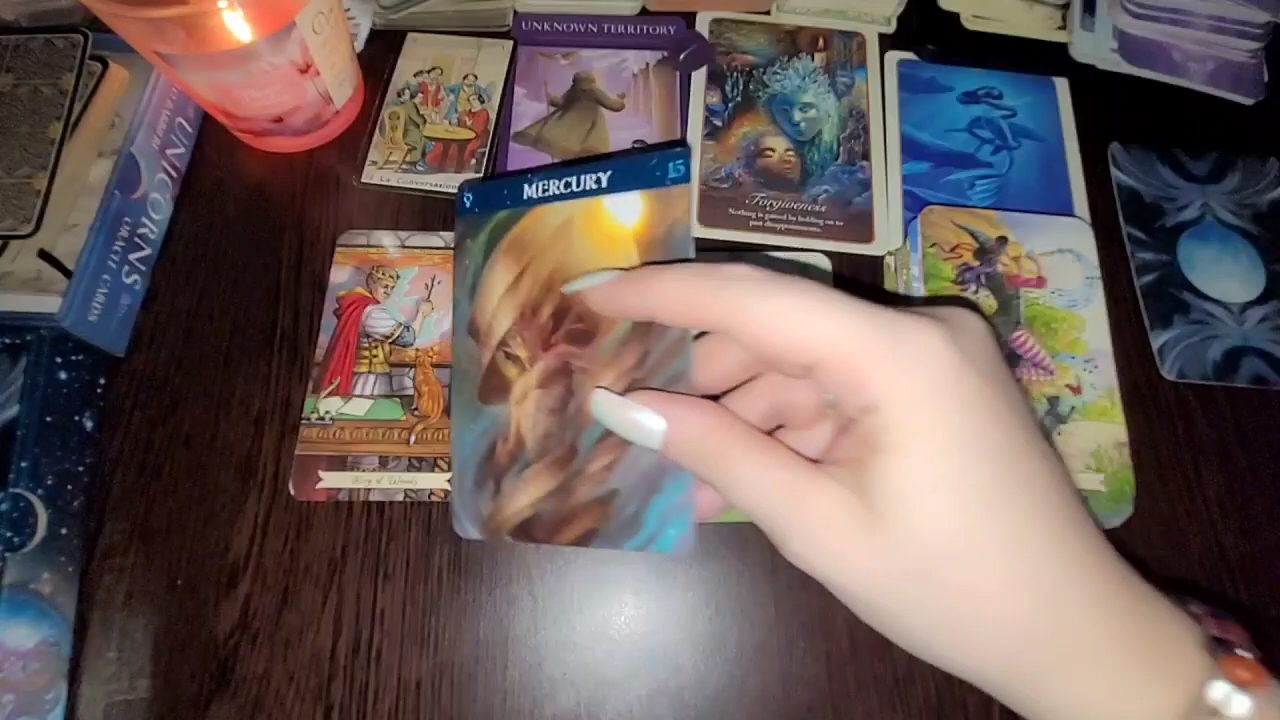 UNKNOWN TERRITORY
La Conversazione
Forgiveness
Nothing is gained by holding on to
past disappointments.
15
MERCURY
King of Wands
UNICORNS
ORACLE CARDS